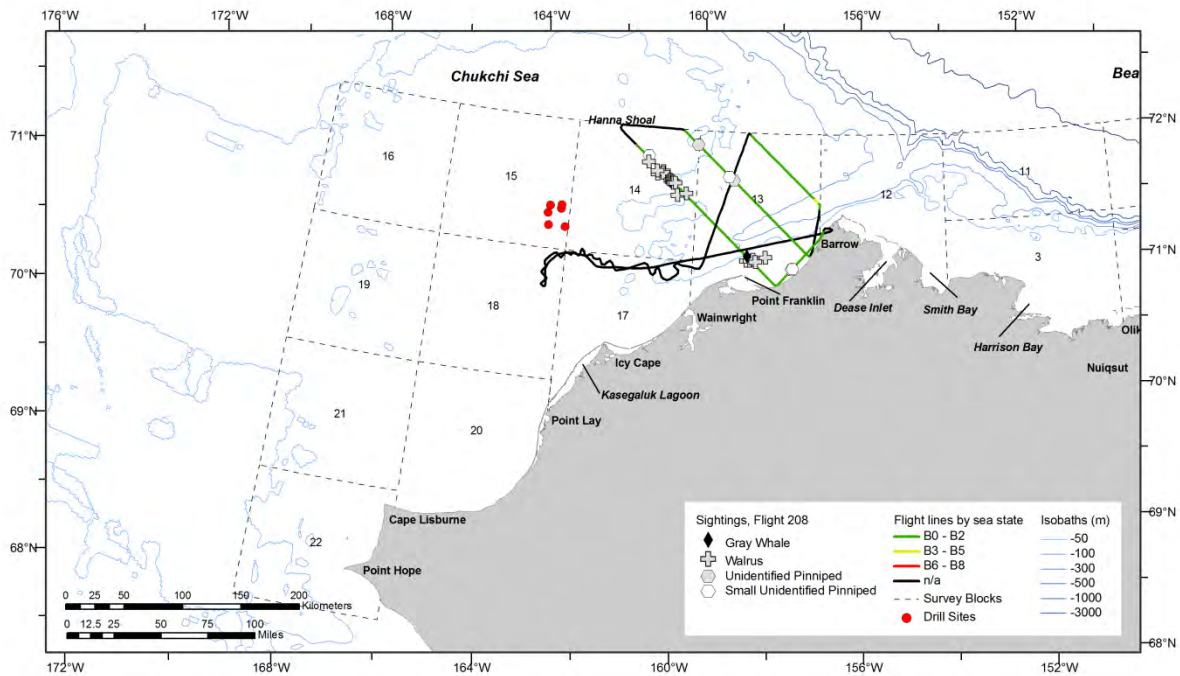 176°W
172°W
168°W
164°W
160°W
156°W
152°W
Chukchi Sea
Bea
72°N
Hanna Shoal
71°N
16
15
14
13
12
11
Barrow
71°N
3
70°N
19
18
17
Point Franklin
Wainwright
Dease Inlet
Smith Bay
Harrison Bay
Olik
Icy Cape
Nuiqsut
Kasegaluk Lagoon
70°N
69°N
21
20
Point Lay
Cape Lisburne
69°N
22
68°N
Point Hope
0 25 50 100 150 200
Kilometers
0 12.5 25 50 75 100
Miles
Sightings, Flight 208
Gray Whale
Walrus
Unidentified Pinniped
Small Unidentified Pinniped
Flight lines by sea state
B0 - B2
B3 - B5
B6 - B8
n/a
Survey Blocks
Drill Sites
Isobaths (m)
-50
-100
-300
-500
-1000
-3000
68°N
172°W
168°W
164°W
160°W
156°W
152°W